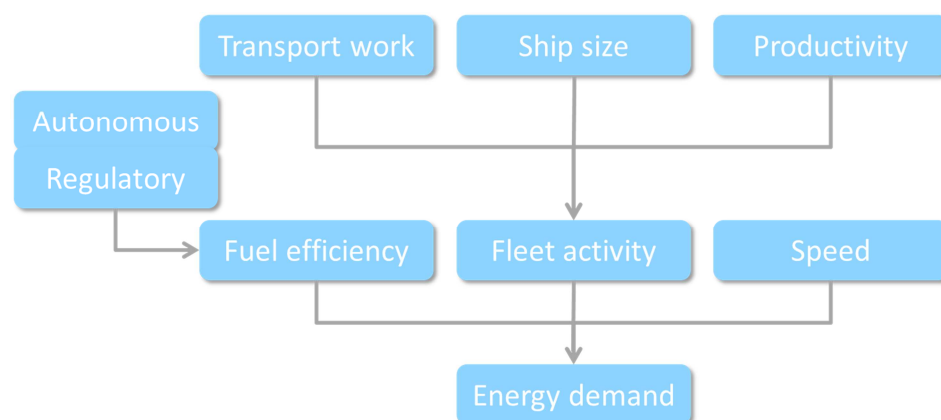 Transport work
Ship size
Productivity
Autonomous
Regulatory
Fuel efficiency
Fleet activity
Speed
Energy demand